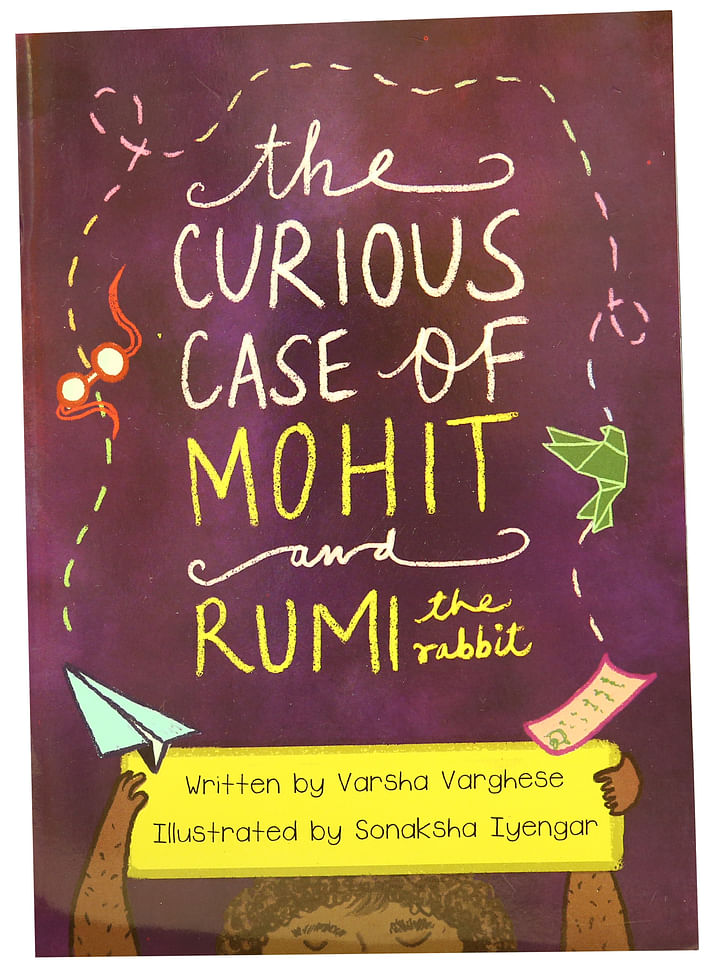 the
CURIOUS
CASE OF
MOHIT
and
RUMI the rabbit
Written by Varsha Varghese
Illustrated by Sonaksha Iyengar